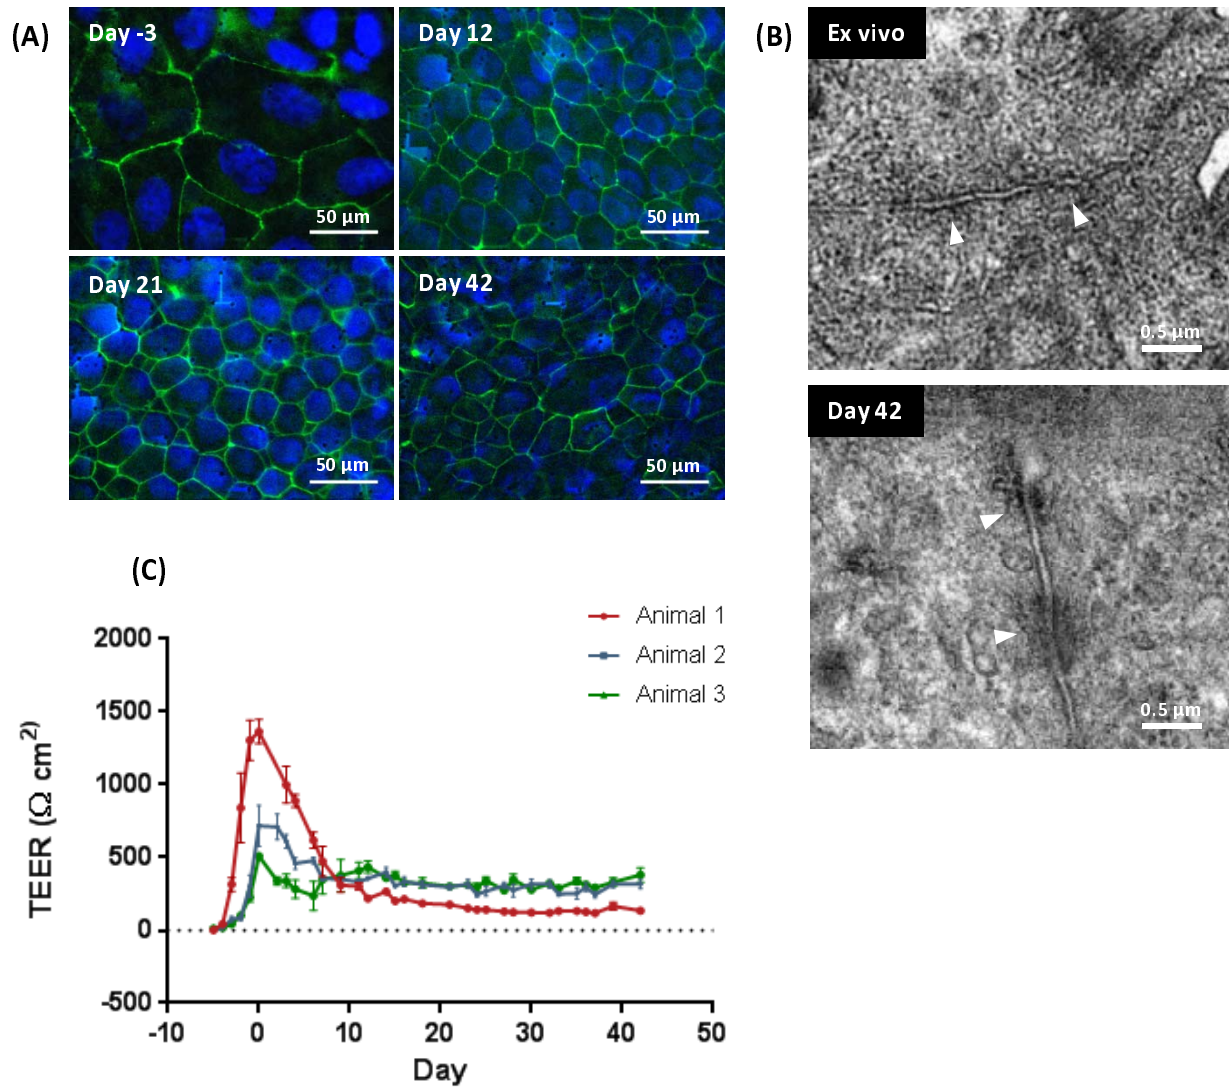 (A)
Day -3
50 µm
Day 12
50 µm
Day 21
50 µm
Day 42
50 µm
(B)
Ex vivo
0.5 µm
Day 42
0.5 µm
(C)
Animal 1
Animal 2
Animal 3
TEER (Ω cm²)
2000
1500
1000
500
0
-500
-10
0
10
20
30
40
50
Day